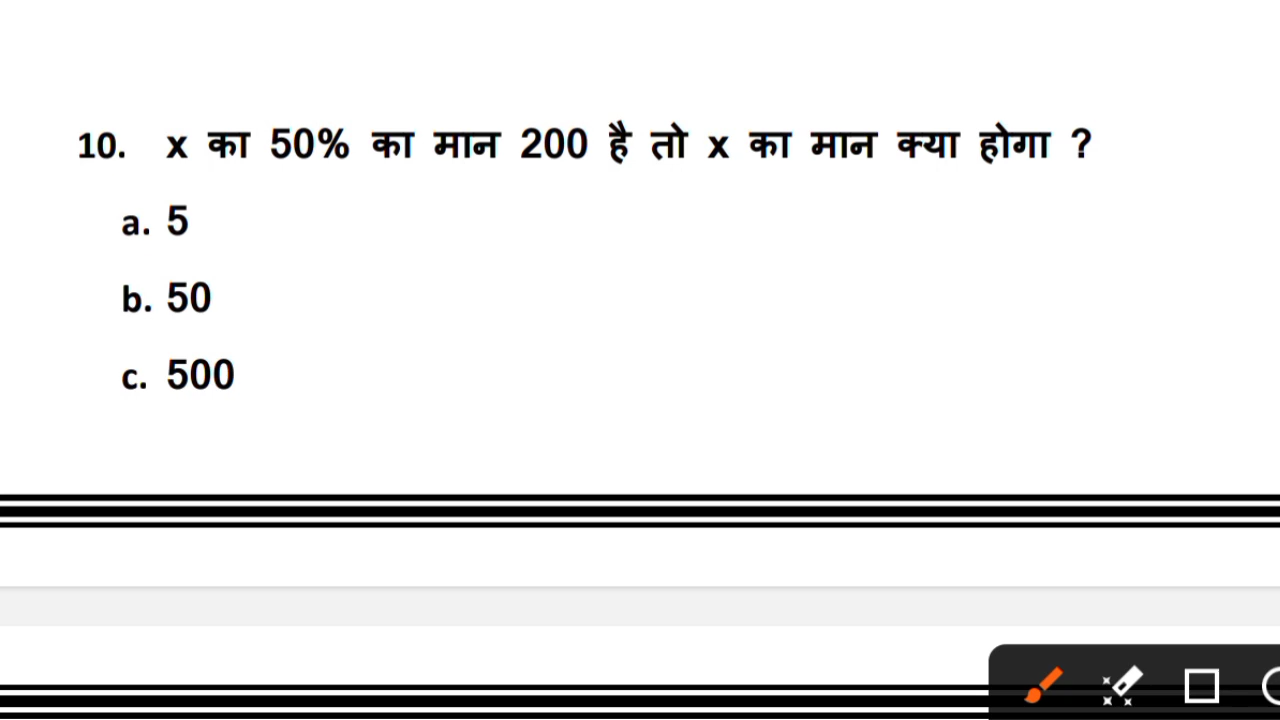 10. x का 50% का मान 200 है तो x का मान क्या होगा ?
a. 5
b. 50
c. 500